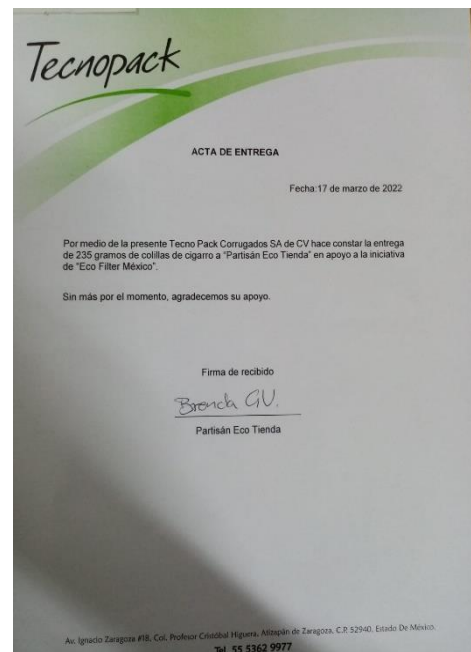 Tecnopack
ACTA DE ENTREGA
Fecha:17 de marzo de 2022
Por medio de la presente Tecno Pack Corrugados SA de CV hace constar la entrega
de 235 gramos de colillas de cigarro a "Partisán Eco Tienda" en apoyo a la iniciativa
de "Eco Filter México".
Sin más por el momento, agradecemos su apoyo.
Firma de recibido
Brenda GV.
Partisán Eco Tienda
Av. Ignacio Zaragoza #18, Col. Profesor Cristóbal Higuera, Atizapán de Zaragoza, C.P. 52940, Estado De México.
Tel. 55 5362 9977